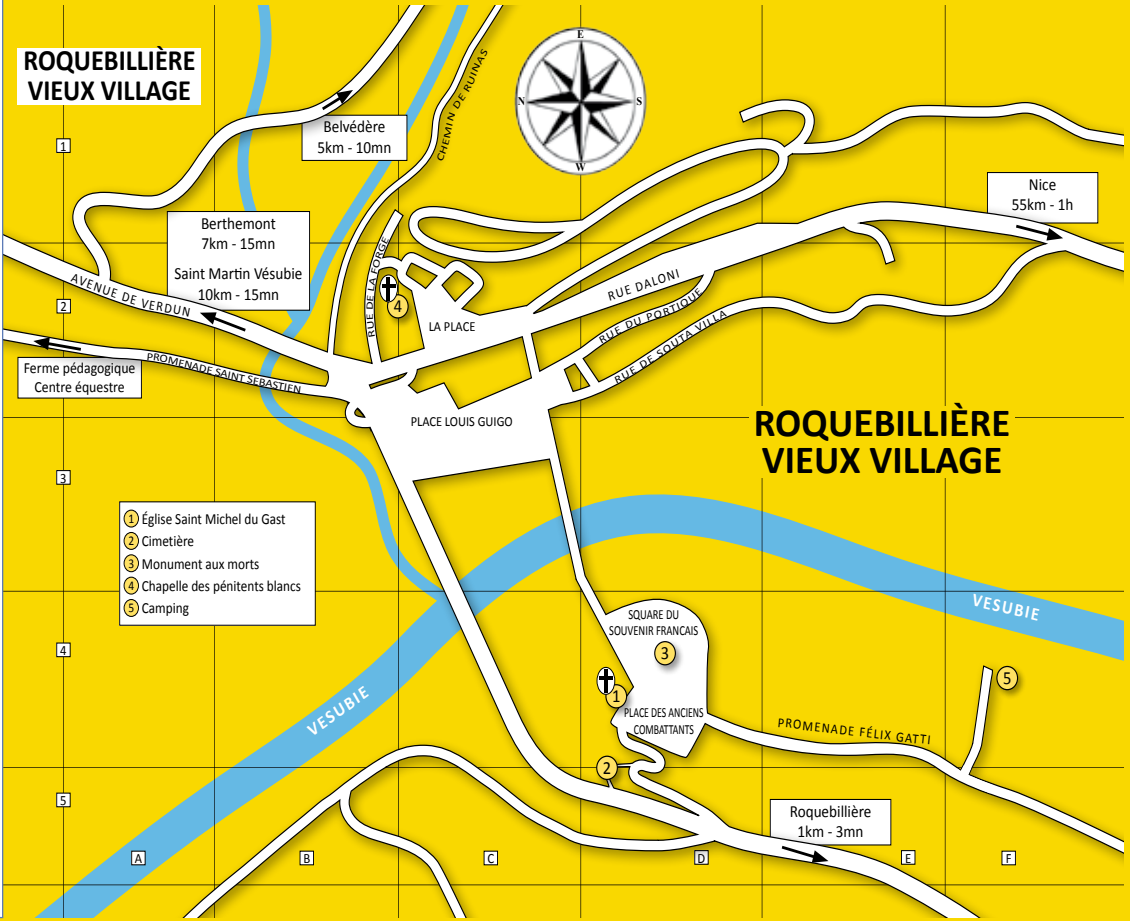 ROQUEBILLIÈRE
VIEUX VILLAGE
E
N
S
W
CHEMIN DE RUINAS
Belvédère
5km - 10mn
1
Nice
55km - 1h
Berthemont
7km - 15mn
Saint Martin Vésubie
10km - 15mn
AVENUE DE VERDUN
2
RUE DE LA FORGE
4
LA PLACE
RUE DALONI
RUE DU PORTIQUE
RUE DE SOUTA VILLA
PROMENADE SAINT SEBASTIEN
Ferme pédagogique
Centre équestre
PLACE LOUIS GUIGO
ROQUEBILLIÈRE
VIEUX VILLAGE
3
1 Église Saint Michel du Gast
2 Cimetière
3 Monument aux morts
4 Chapelle des pénitents blancs
5 Camping
VESUBIE
SQUARE DU
SOUVENIR FRANCAIS
3
4
1
5
VESUBIE
PLACE DES ANCIENS
COMBATTANTS
PROMENADE FÉLIX GATTI
2
5
Roquebillière
1km - 3mn
A
B
C
D
E
F